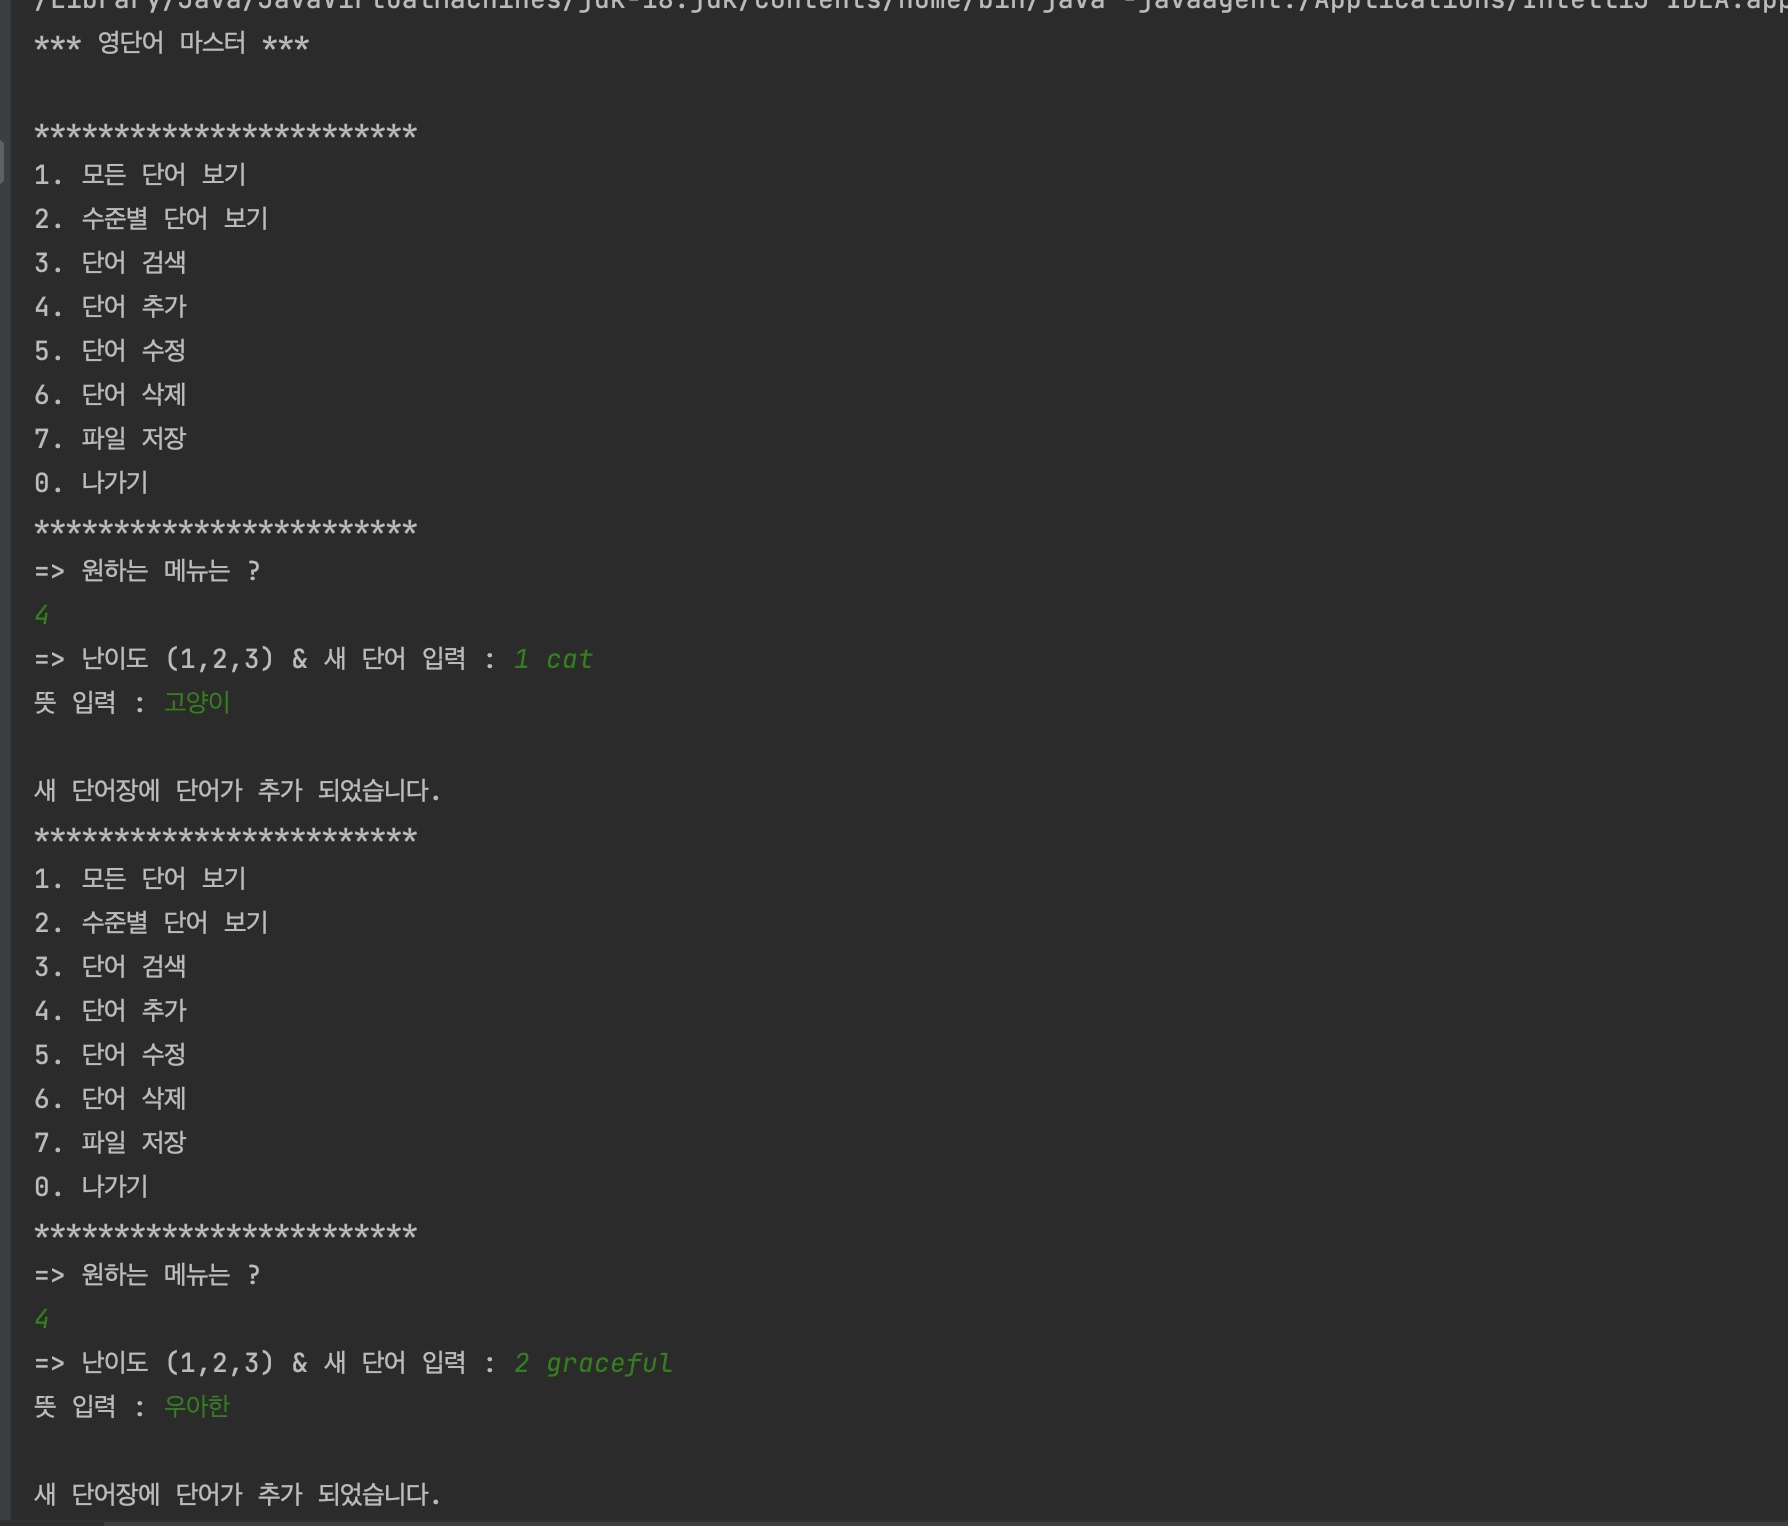 /Library/Java/JavaVirtualMachines/jdk-18.jdk/Contents/Home/bin/java -javaagent:/Applications/IntelliJ IDEA.app
*** 영단어 마스터 ***
************************
1. 모든 단어 보기
2. 수준별 단어 보기
3. 단어 검색
4. 단어 추가
5. 단어 수정
6. 단어 삭제
7. 파일 저장
0. 나가기
************************
=> 원하는 메뉴는 ?
4
=> 난이도 (1,2,3) & 새 단어 입력 : 1 cat
뜻 입력 : 고양이
새 단어장에 단어가 추가 되었습니다.
************************
1. 모든 단어 보기
2. 수준별 단어 보기
3. 단어 검색
4. 단어 추가
5. 단어 수정
6. 단어 삭제
7. 파일 저장
0. 나가기
************************
=> 원하는 메뉴는 ?
4
=> 난이도 (1,2,3) & 새 단어 입력 : 2 graceful
뜻 입력 : 우아한
새 단어장에 단어가 추가 되었습니다.